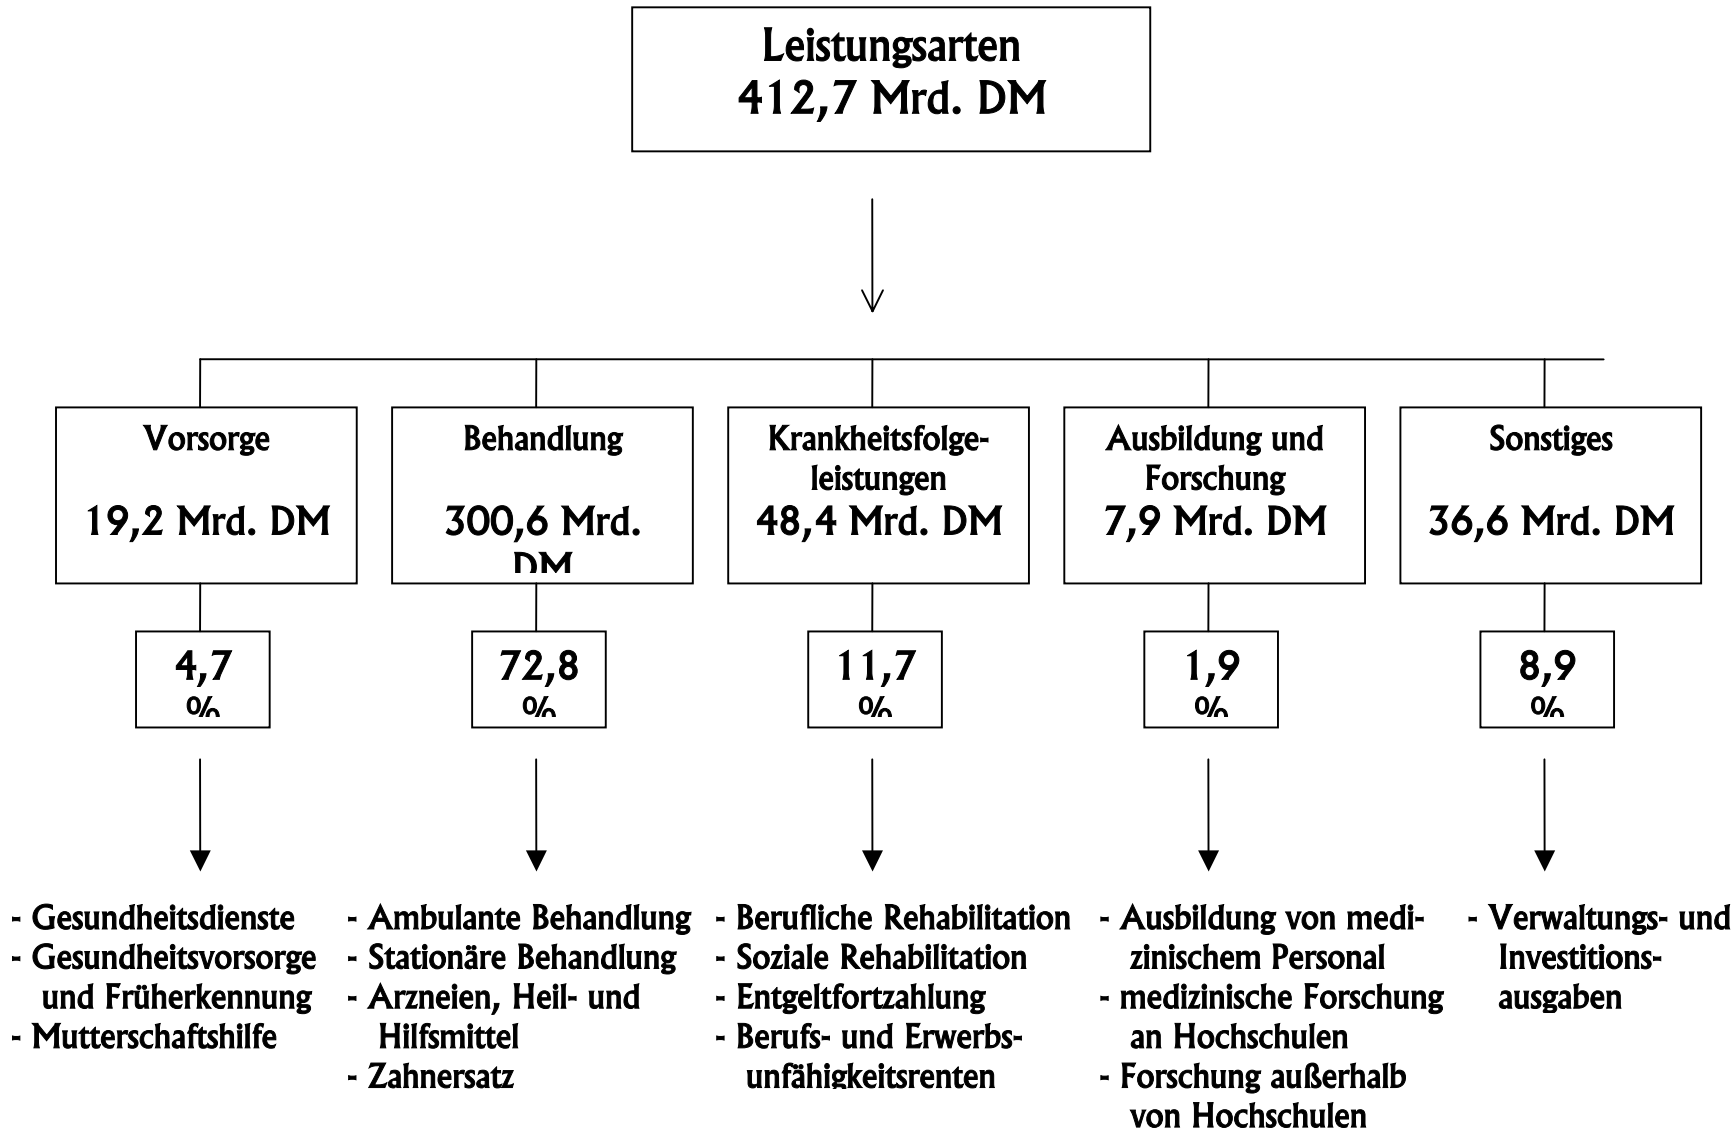 Leistungsarten
412,7 Mrd. DM
Vorsorge
19,2 Mrd. DM
Behandlung
300,6 Mrd.
DM
Krankheitsfolge-
leistungen
48,4 Mrd. DM
Ausbildung und
Forschung
7,9 Mrd. DM
Sonstiges
36,6 Mrd. DM
4,7
%
72,8
%
11,7
%
1,9
%
8,9
%
- Gesundheitsdienste
- Gesundheitsvorsorge
und Früherkennung
- Mutterschaftshilfe
- Ambulante Behandlung
- Stationäre Behandlung
- Arzneien, Heil- und
Hilfsmittel
- Zahnersatz
- Berufliche Rehabilitation
- Soziale Rehabilitation
- Entgeltfortzahlung
- Berufs- und Erwerbs-
unfähigkeitsrenten
- Ausbildung von medi-
zinischem Personal
- medizinische Forschung
an Hochschulen
- Forschung außerhalb
von Hochschulen
- Verwaltungs- und
Investitions-
ausgaben